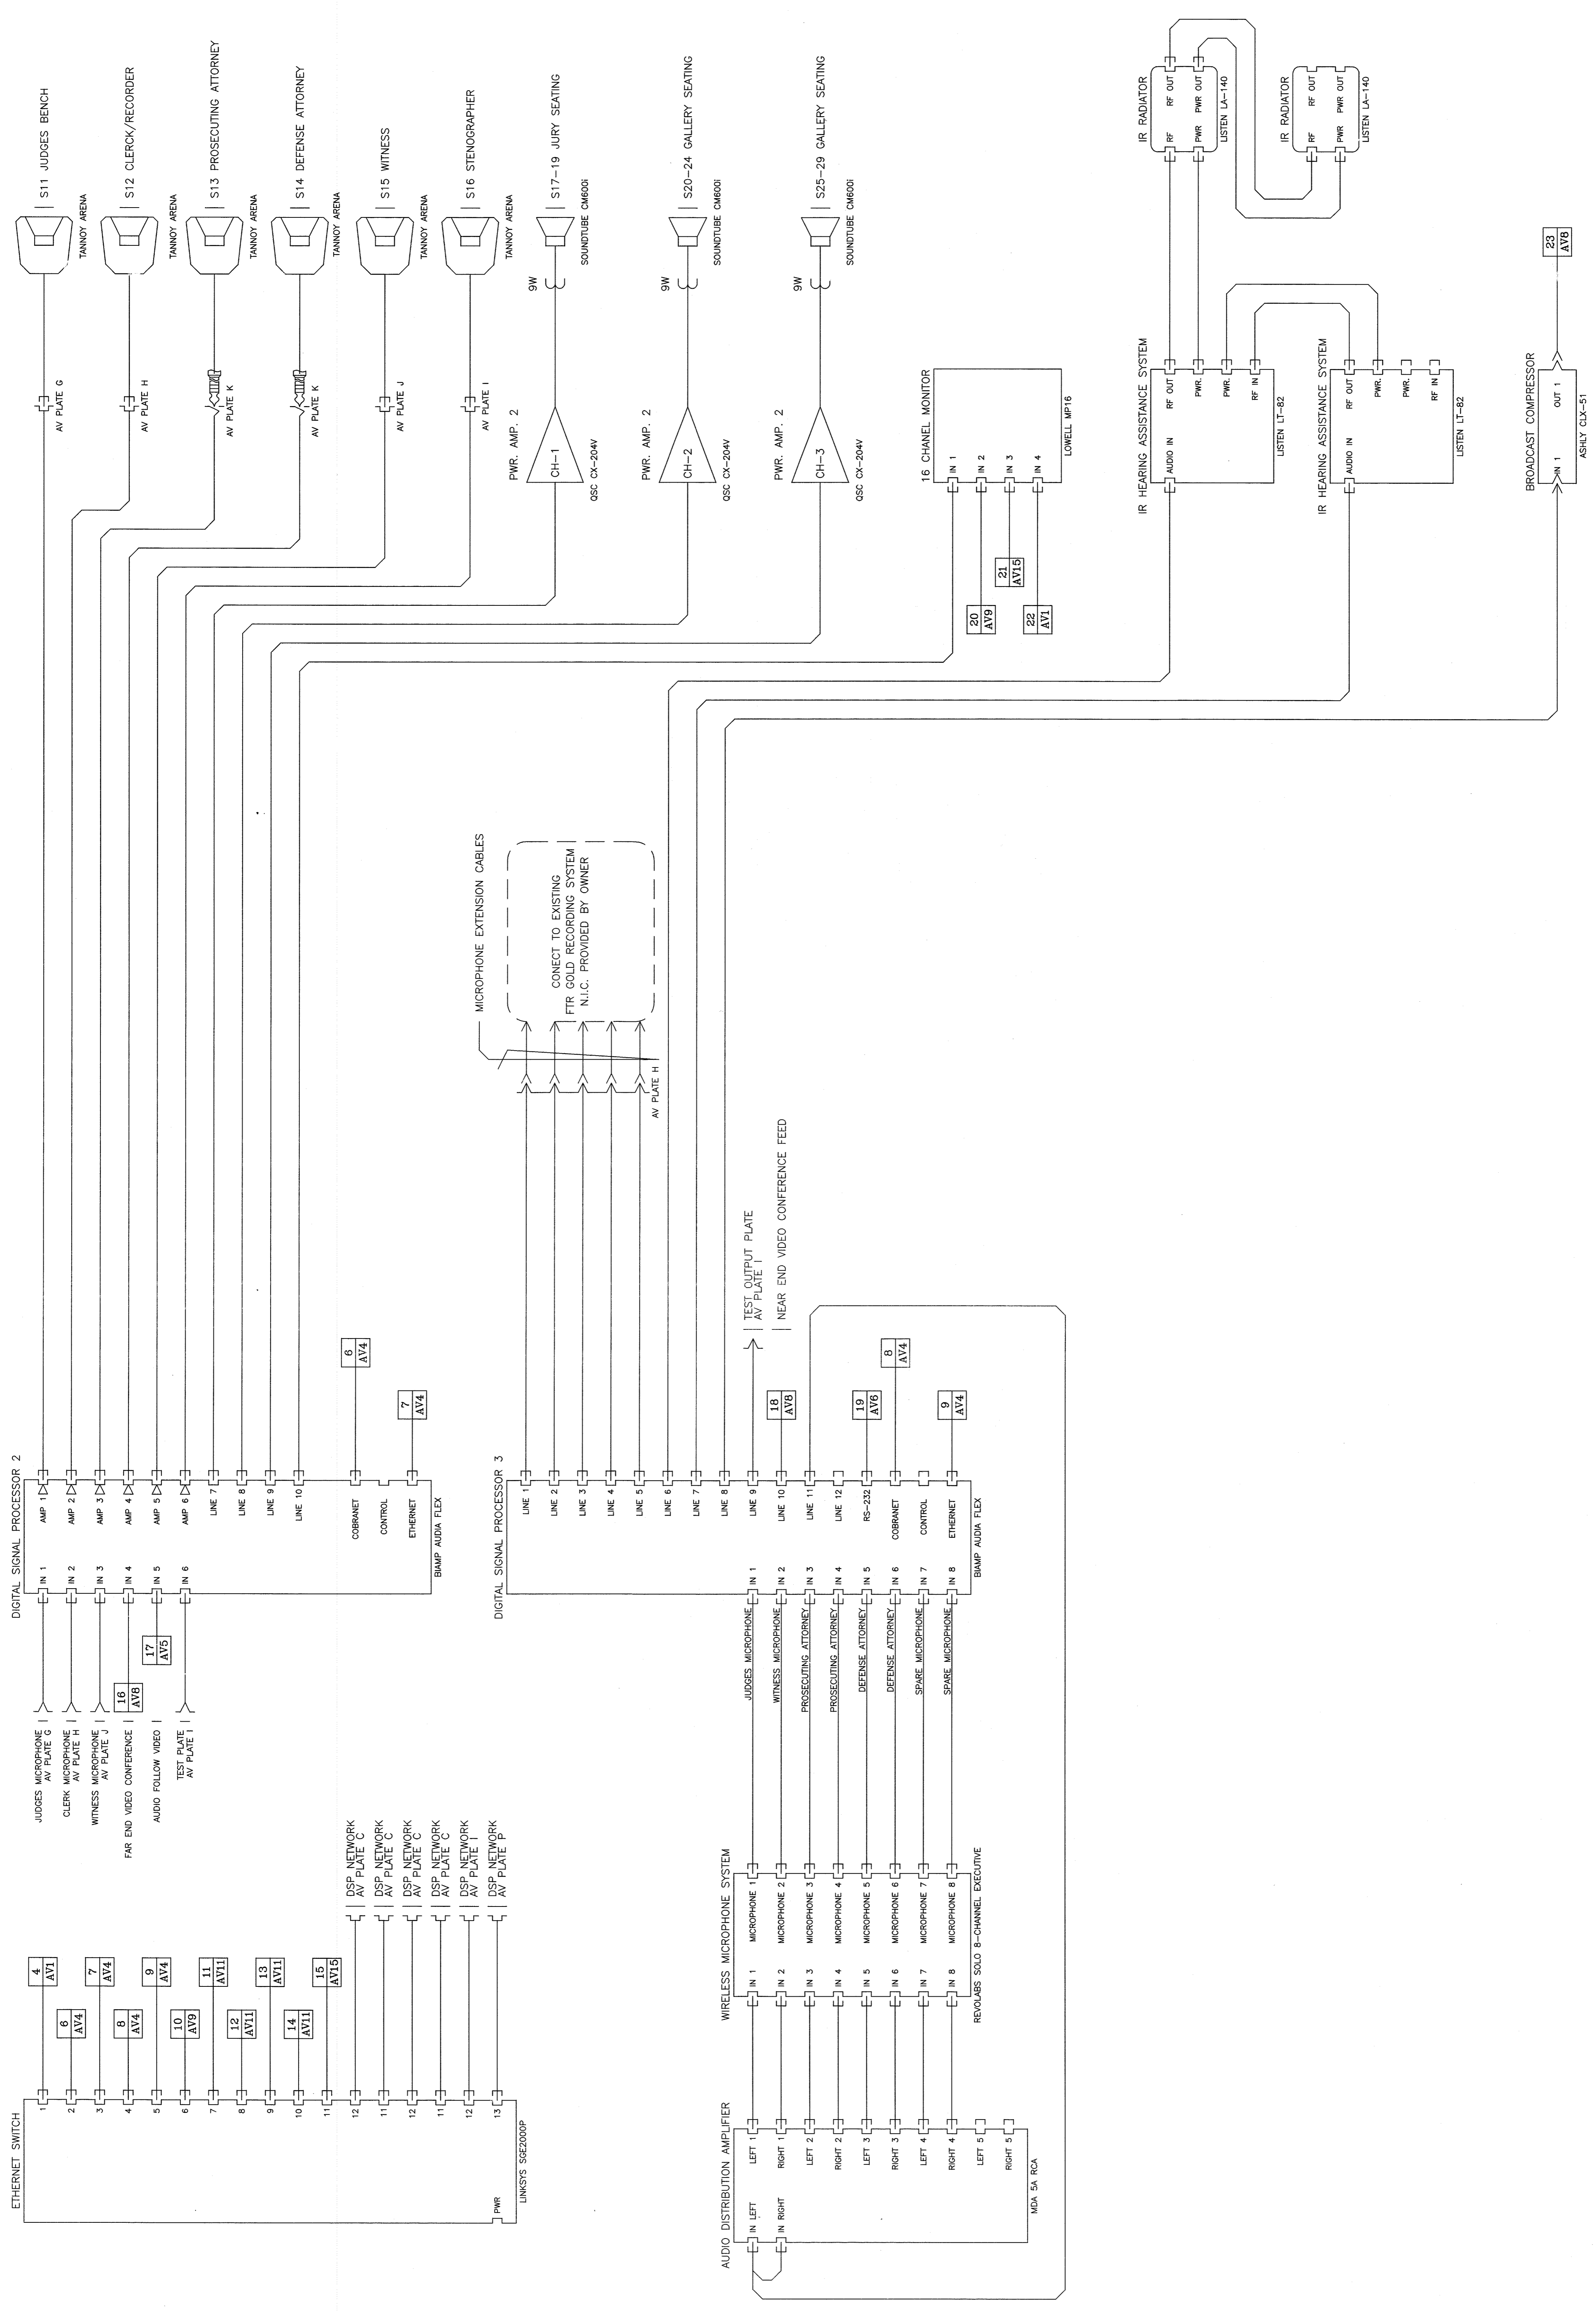 ETHERNET SWITCH
1
2
3
4
5
6
7
8
9
10
11
12
11
12
11
12
13
PWR
LINKSYS SGE2000P
4
AV1
6
AV4
7
AV4
8
AV4
9
AV4
10
AV9
11
AV11
12
AV11
13
AV11
14
AV11
15
AV15
DSP NETWORK
AV PLATE C
DSP NETWORK
AV PLATE C
DSP NETWORK
AV PLATE C
DSP NETWORK
AV PLATE C
DSP NETWORK
AV PLATE I
DSP NETWORK
AV PLATE P
JUDGES MICROPHONE
AV PLATE G
CLERK MICROPHONE
AV PLATE H
WITNESS MICROPHONE
AV PLATE J
FAR END VIDEO CONFERENCE
16
AV8
AUDIO FOLLOW VIDEO
17
AV5
TEST PLATE
AV PLATE I
DIGITAL SIGNAL PROCESSOR 2
IN 1
IN 2
IN 3
IN 4
IN 5
IN 6
AMP 1
AMP 2
AMP 3
AMP 4
AMP 5
AMP 6
LINE 7
LINE 8
LINE 9
LINE 10
COBRANET
CONTROL
ETHERNET
BIAMP AUDIA FLEX
6
AV4
7
AV4
AV PLATE G
AV PLATE H
AV PLATE K
AV PLATE K
AV PLATE J
AV PLATE I
S11 JUDGES BENCH
TANNOY ARENA
S12 CLERCK/RECORDER
TANNOY ARENA
S13 PROSECUTING ATTORNEY
TANNOY ARENA
S14 DEFENSE ATTORNEY
TANNOY ARENA
S15 WITNESS
TANNOY ARENA
S16 STENOGRAPHER
TANNOY ARENA
PWR. AMP. 2
CH-1
QSC CX-204V
9W
S17-19 JURY SEATING
SOUNDTUBE CM600i
PWR. AMP. 2
CH-2
QSC CX-204V
9W
S20-24 GALLERY SEATING
SOUNDTUBE CM600i
PWR. AMP. 2
CH-3
QSC CX-204V
9W
S25-29 GALLERY SEATING
SOUNDTUBE CM600i
16 CHANEL MONITOR
IN 1
IN 2
IN 3
IN 4
LOWELL MP16
20
AV9
21
AV15
22
AV1
AUDIO DISTRIBUTION AMPLIFIER
IN LEFT
IN RIGHT
LEFT 1
RIGHT 1
LEFT 2
RIGHT 2
LEFT 3
RIGHT 3
LEFT 4
RIGHT 4
LEFT 5
RIGHT 5
MDA 5A RCA
WIRELESS MICROPHONE SYSTEM
IN 1
IN 2
IN 3
IN 4
IN 5
IN 6
IN 7
IN 8
MICROPHONE 1
MICROPHONE 2
MICROPHONE 3
MICROPHONE 4
MICROPHONE 5
MICROPHONE 6
MICROPHONE 7
MICROPHONE 8
REVOLABS SOLO 8-CHANNEL EXECUTIVE
JUDGES MICROPHONE
WITNESS MICROPHONE
PROSECUTING ATTORNEY
PROSECUTING ATTORNEY
DEFENSE ATTORNEY
DEFENSE ATTORNEY
SPARE MICROPHONE
SPARE MICROPHONE
DIGITAL SIGNAL PROCESSOR 3
IN 1
IN 2
IN 3
IN 4
IN 5
IN 6
IN 7
IN 8
LINE 1
LINE 2
LINE 3
LINE 4
LINE 5
LINE 6
LINE 7
LINE 8
LINE 9
LINE 10
LINE 11
LINE 12
RS-232
COBRANET
CONTROL
ETHERNET
BIAMP AUDIA FLEX
TEST OUTPUT PLATE
AV PLATE I
18
AV8
NEAR END VIDEO CONFERENCE FEED
19
AV6
8
AV4
9
AV4
AV PLATE H
MICROPHONE EXTENSION CABLES
CONECT TO EXISTING
FTR GOLD RECORDING SYSTEM
N.I.C. PROVIDED BY OWNER
IR HEARING ASSISTANCE SYSTEM
AUDIO IN
RF OUT
PWR.
PWR.
RF IN
LISTEN LT-82
IR HEARING ASSISTANCE SYSTEM
AUDIO IN
RF OUT
PWR.
PWR.
RF IN
LISTEN LT-82
IR RADIATOR
RF
RF OUT
PWR
PWR OUT
LISTEN LA-140
IR RADIATOR
RF
RF OUT
PWR
PWR OUT
LISTEN LA-140
BROADCAST COMPRESSOR
IN 1
OUT 1
ASHLY CLX-51
23
AV8